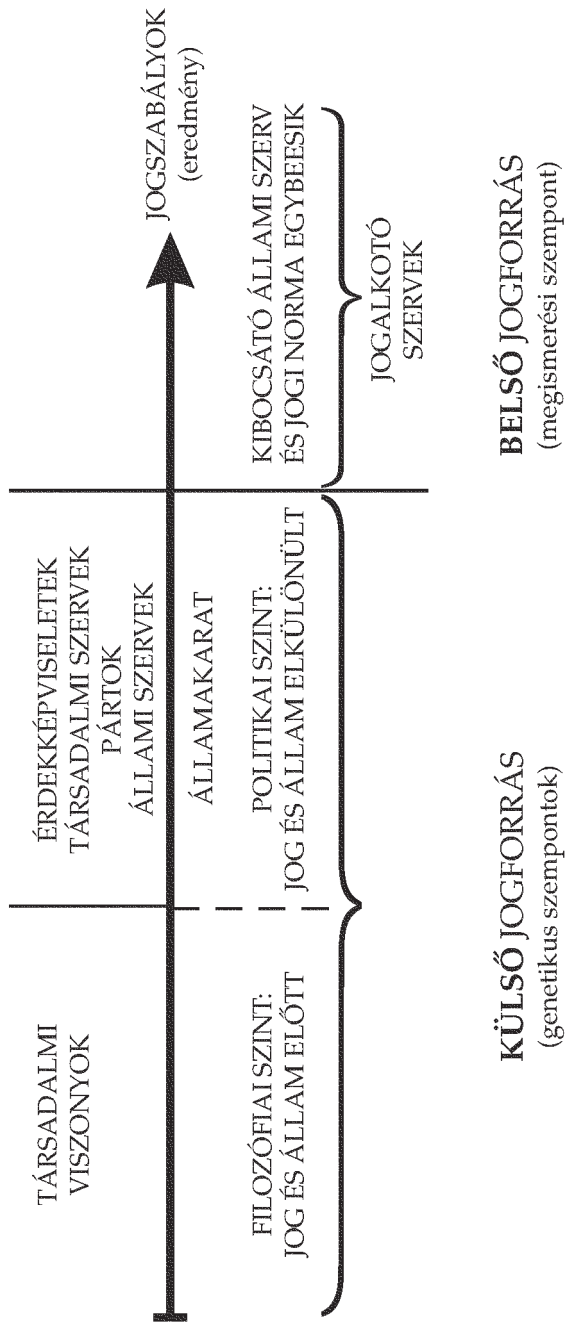 TÁRSADALMI
VISZONYOK
ÉRDEKKÉPVISELETEK
TÁRSADALMI SZERVEK
PÁRTOK
ÁLLAMI SZERVEK
JOGSZABÁLYOK
(eredmény)
ÁLLAMAKARAT
FILOZÓFIAI SZINT:
JOG ÉS ÁLLAM ELŐTT
POLITIKAI SZINT:
JOG ÉS ÁLLAM ELKÜLÖNÜLT
KIBOCSÁTÓ ÁLLAMI SZERV
ÉS JOGI NORMA EGYBEESIK
JOGALKOTÓ
SZERVEK
KÜLSŐ JOGFORRÁS
(genetikus szempontok)
BELSŐ JOGFORRÁS
(megismerési szempont)